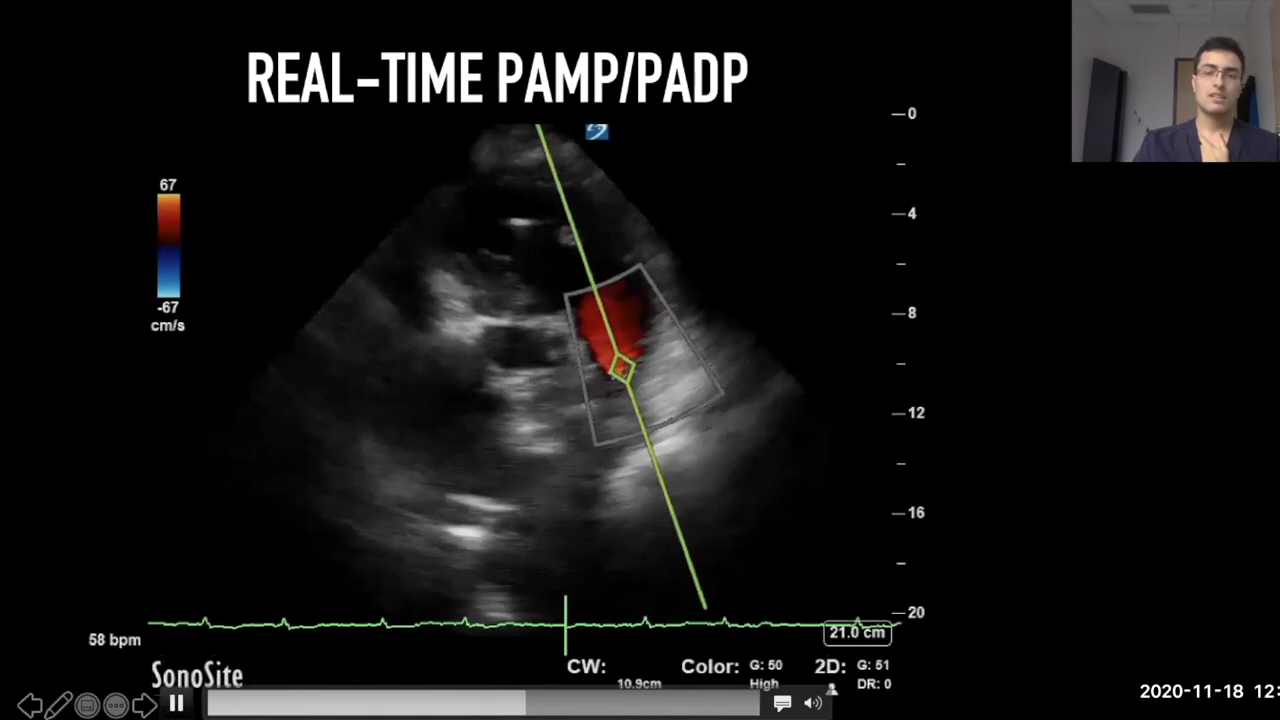 REAL-TIME PAMP/PADP
0
4
67
8
-67
cm/s
12
16
20
58 bpm
21.0 cm
CW:
10.9cm
Color: G: 50
High
2D: G: 51
DR: 0
SonoSite
2020-11-18 12: